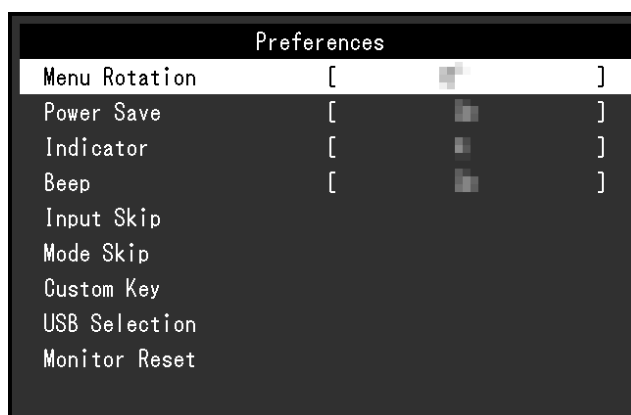 Preferences
Menu Rotation [ ]
Power Save [ ]
Indicator [ ]
Beep [ ]
Input Skip
Mode Skip
Custom Key
USB Selection
Monitor Reset